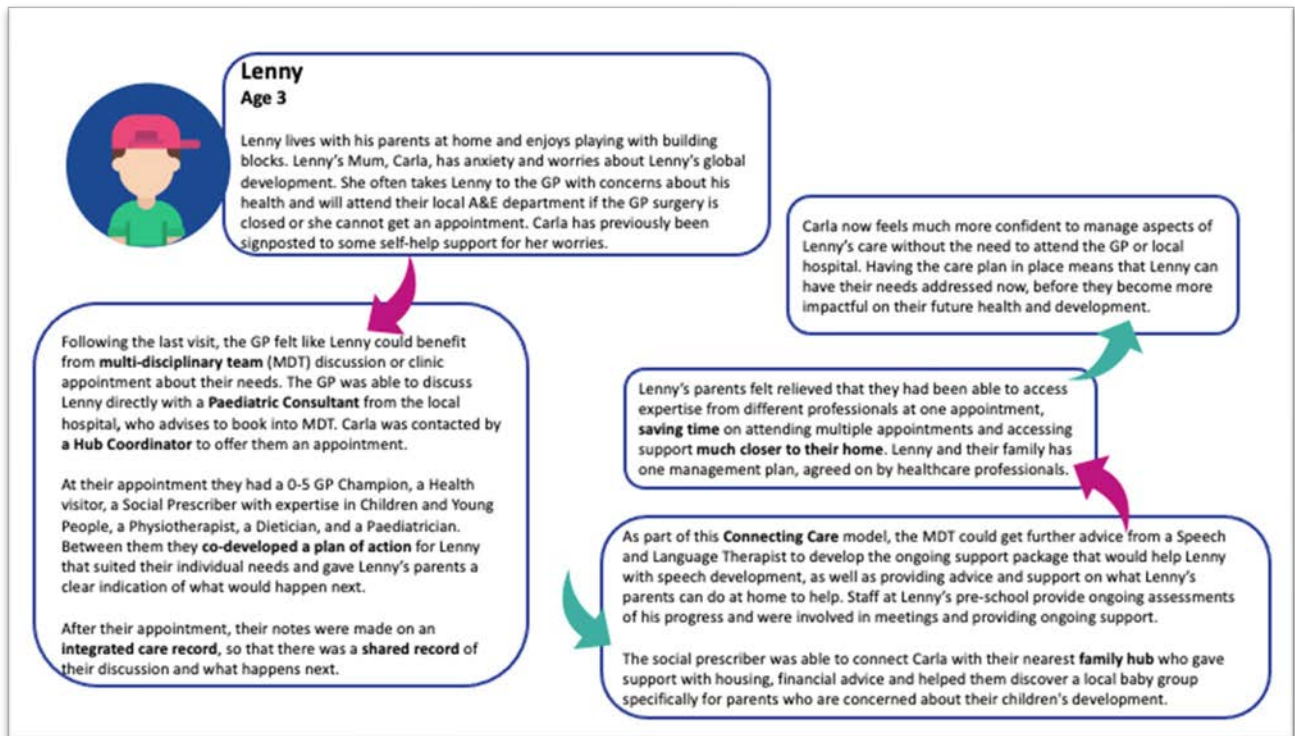 Lenny
Age 3
Lenny lives with his parents at home and enjoys playing with building
blocks. Lenny's Mum, Carla, has anxiety and worries about Lenny's global
development. She often takes Lenny to the GP with concerns about his
health and will attend their local A&E department if the GP surgery is
closed or she cannot get an appointment. Carla has previously been
signposted to some self-help support for her worries.
Following the last visit, the GP felt like Lenny could benefit
from multi-disciplinary team (MDT) discussion or clinic
appointment about their needs. The GP was able to discuss
Lenny directly with a Paediatric Consultant from the local
hospital, who advises to book into MDT. Carla was contacted by
a Hub Coordinator to offer them an appointment.
At their appointment they had a 0-5 GP Champion, a Health
visitor, a Social Prescriber with expertise in Children and Young
People, a Physiotherapist, a Dietician, and a Paediatrician.
Between them they co-developed a plan of action for Lenny
that suited their individual needs and gave Lenny's parents a
clear indication of what would happen next.
After their appointment, their notes were made on an
integrated care record, so that there was a shared record of
their discussion and what happens next.
As part of this Connecting Care model, the MDT could get further advice from a Speech
and Language Therapist to develop the ongoing support package that would help Lenny
with speech development, as well as providing advice and support on what Lenny's
parents can do at home to help. Staff at Lenny's pre-school provide ongoing assessments
of his progress and were involved in meetings and providing ongoing support.
The social prescriber was able to connect Carla with their nearest family hub who gave
support with housing, financial advice and helped them discover a local baby group
specifically for parents who are concerned about their children's development.
Lenny's parents felt relieved that they had been able to access
expertise from different professionals at one appointment,
saving time on attending multiple appointments and accessing
support much closer to their home. Lenny and their family has
one management plan, agreed on by healthcare professionals.
Carla now feels much more confident to manage aspects of
Lenny's care without the need to attend the GP or local
hospital. Having the care plan in place means that Lenny can
have their needs addressed now, before they become more
impactful on their future health and development.